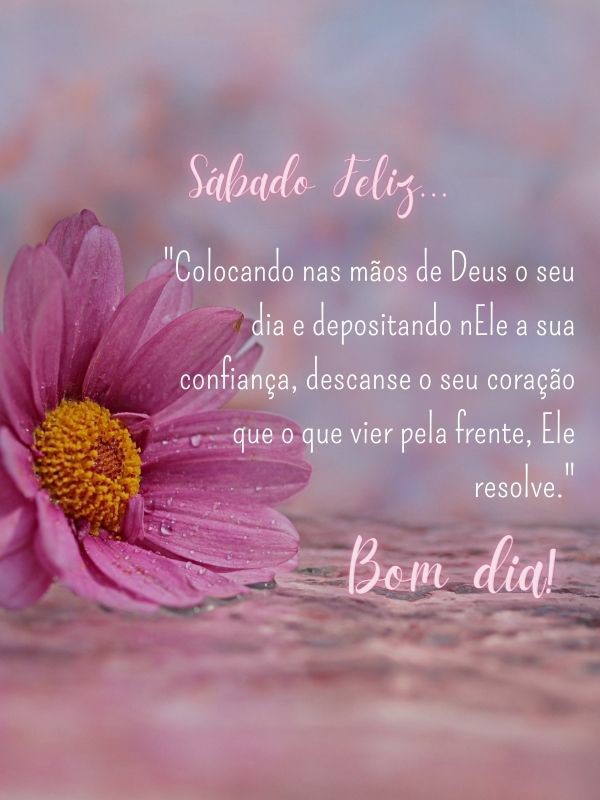 Sábado Feliz...
"Colocando nas mãos de Deus o seu
dia e depositando nEle a sua
confiança, descanse o seu coração
que o que vier pela frente, Ele
resolve."
Bom dia!